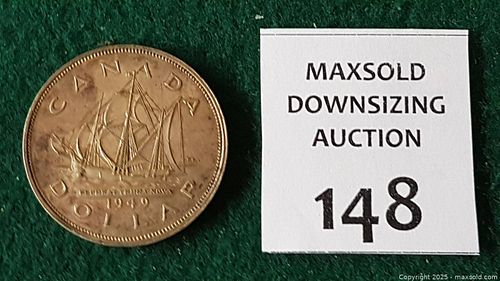 CANADA
1949
DOLLAR
MAXSOLD
DOWNSIZING
AUCTION
148
Copyright © 2025 - maxsold.com